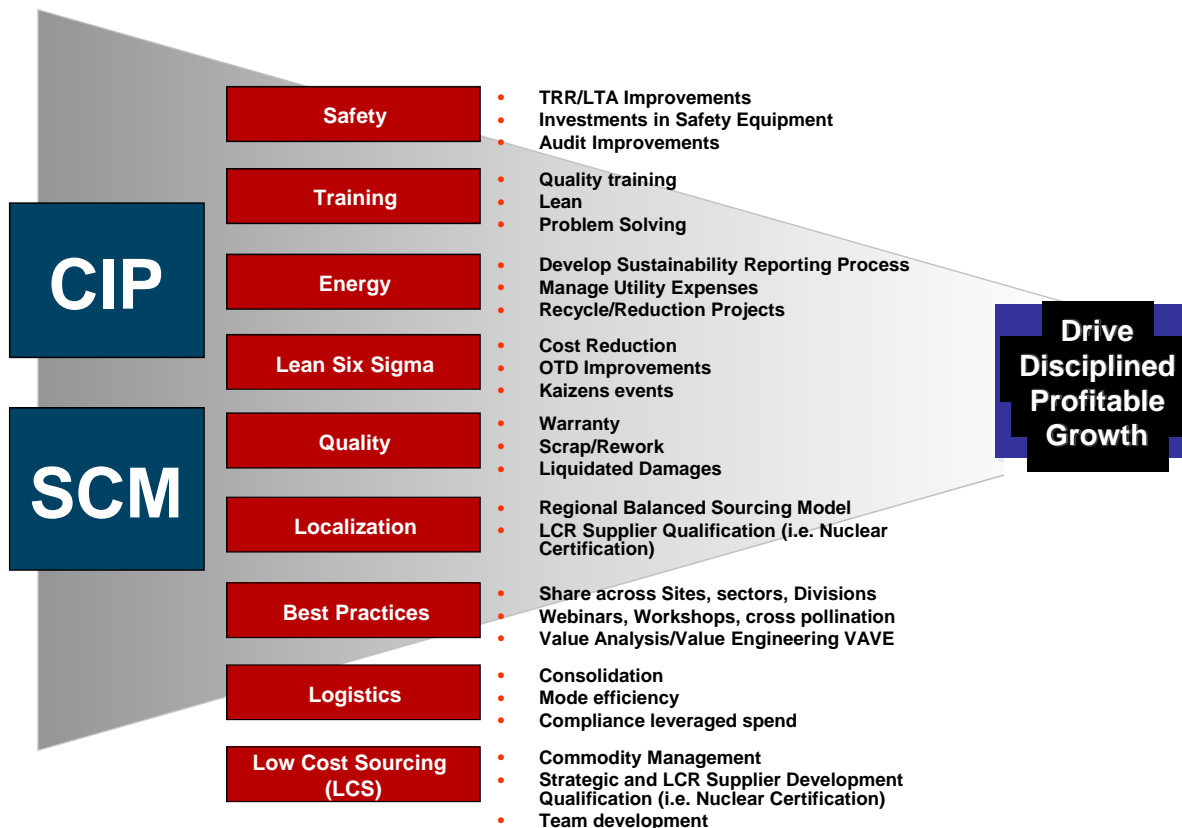 CIP
SCM
Safety
TRR/LTA Improvements
Investments in Safety Equipment
Audit Improvements
Training
Quality training
Lean
Problem Solving
Energy
Develop Sustainability Reporting Process
Manage Utility Expenses
Recycle/Reduction Projects
Lean Six Sigma
Cost Reduction
OTD Improvements
Kaizens events
Quality
Warranty
Scrap/Rework
Liquidated Damages
Localization
Regional Balanced Sourcing Model
LCR Supplier Qualification (i.e. Nuclear
Certification)
Best Practices
Share across Sites, sectors, Divisions
Webinars, Workshops, cross pollination
Value Analysis/Value Engineering VAVE
Logistics
Consolidation
Mode efficiency
Compliance leveraged spend
Low Cost Sourcing
(LCS)
Commodity Management
Strategic and LCR Supplier Development
Qualification (i.e. Nuclear Certification)
Team development
Drive
Disciplined
Profitable
Growth